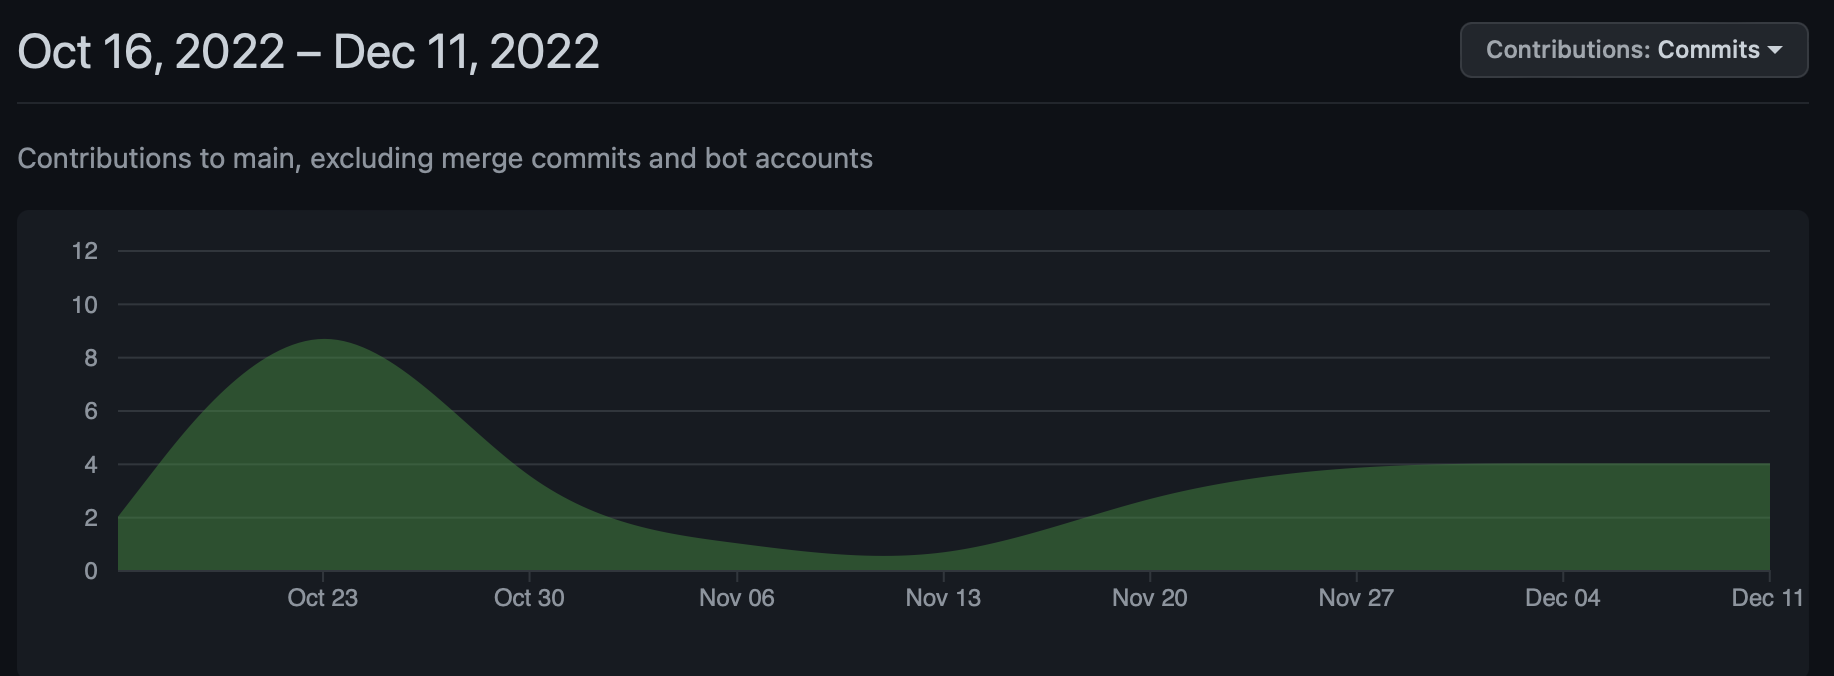 Oct 16, 2022 – Dec 11, 2022
Contributions: Commits
Contributions to main, excluding merge commits and bot accounts
12
10
8
6
4
2
0
Oct 23 Oct 30 Nov 06 Nov 13 Nov 20 Nov 27 Dec 04 Dec 11